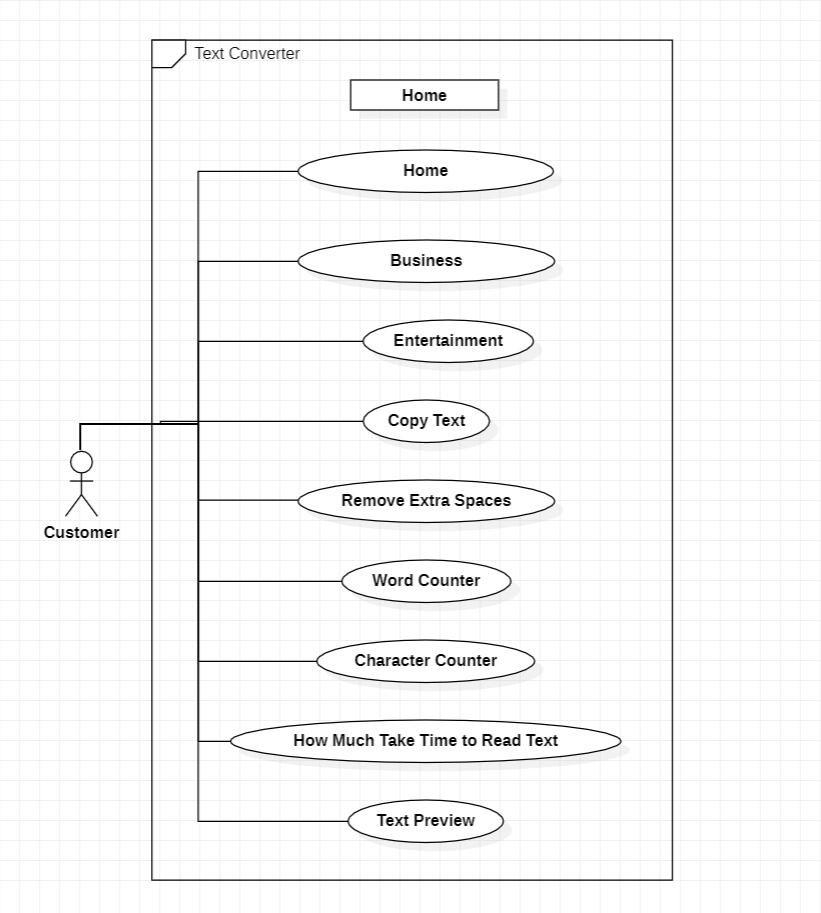 Text Converter
Home
Home
Business
Entertainment
Copy Text
Remove Extra Spaces
Customer
Word Counter
Character Counter
How Much Take Time to Read Text
Text Preview